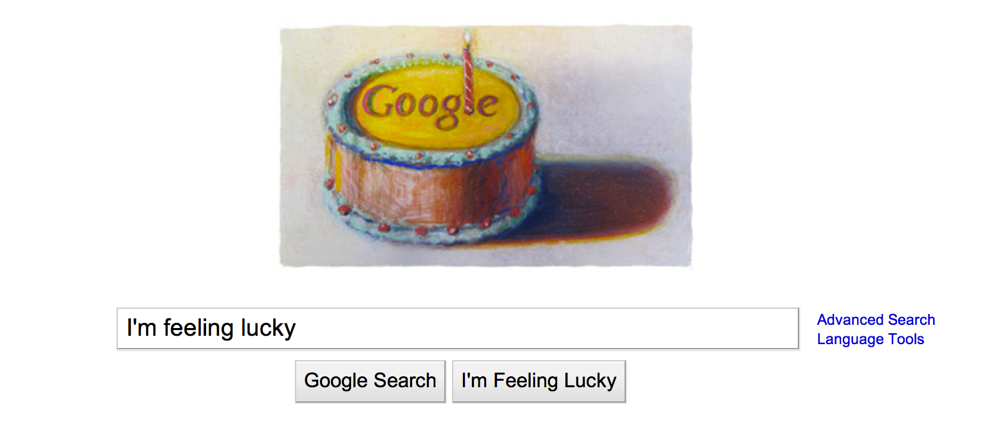 Google
I'm feeling lucky
Advanced Search
Language Tools
Google Search
I'm Feeling Lucky